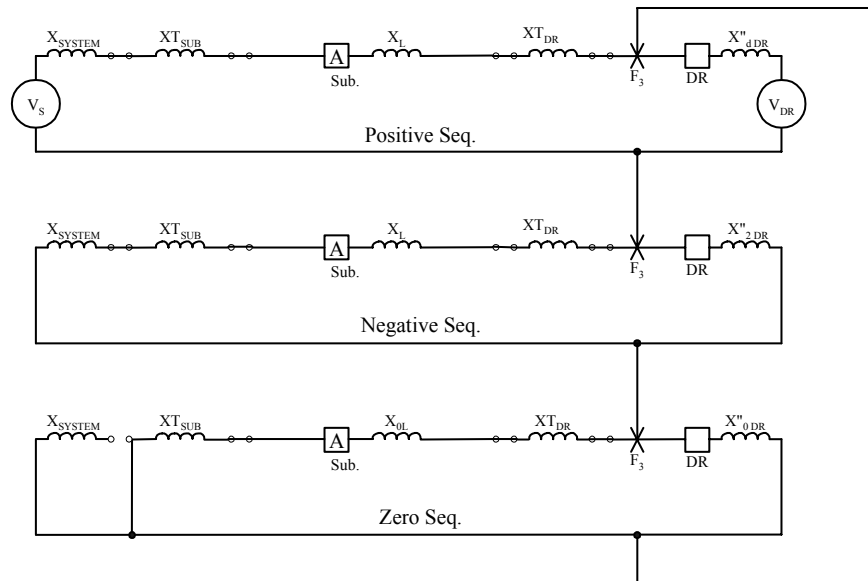 X_SYSTEM XT_SUB A X_L XT_DR X"_d DR
Sub. F_3 DR
V_S V_DR
Positive Seq.
X_SYSTEM XT_SUB A X_L XT_DR X"_2 DR
Sub. F_3 DR
Negative Seq.
X_SYSTEM XT_SUB A X_0L XT_DR X"_0 DR
Sub. F_3 DR
Zero Seq.